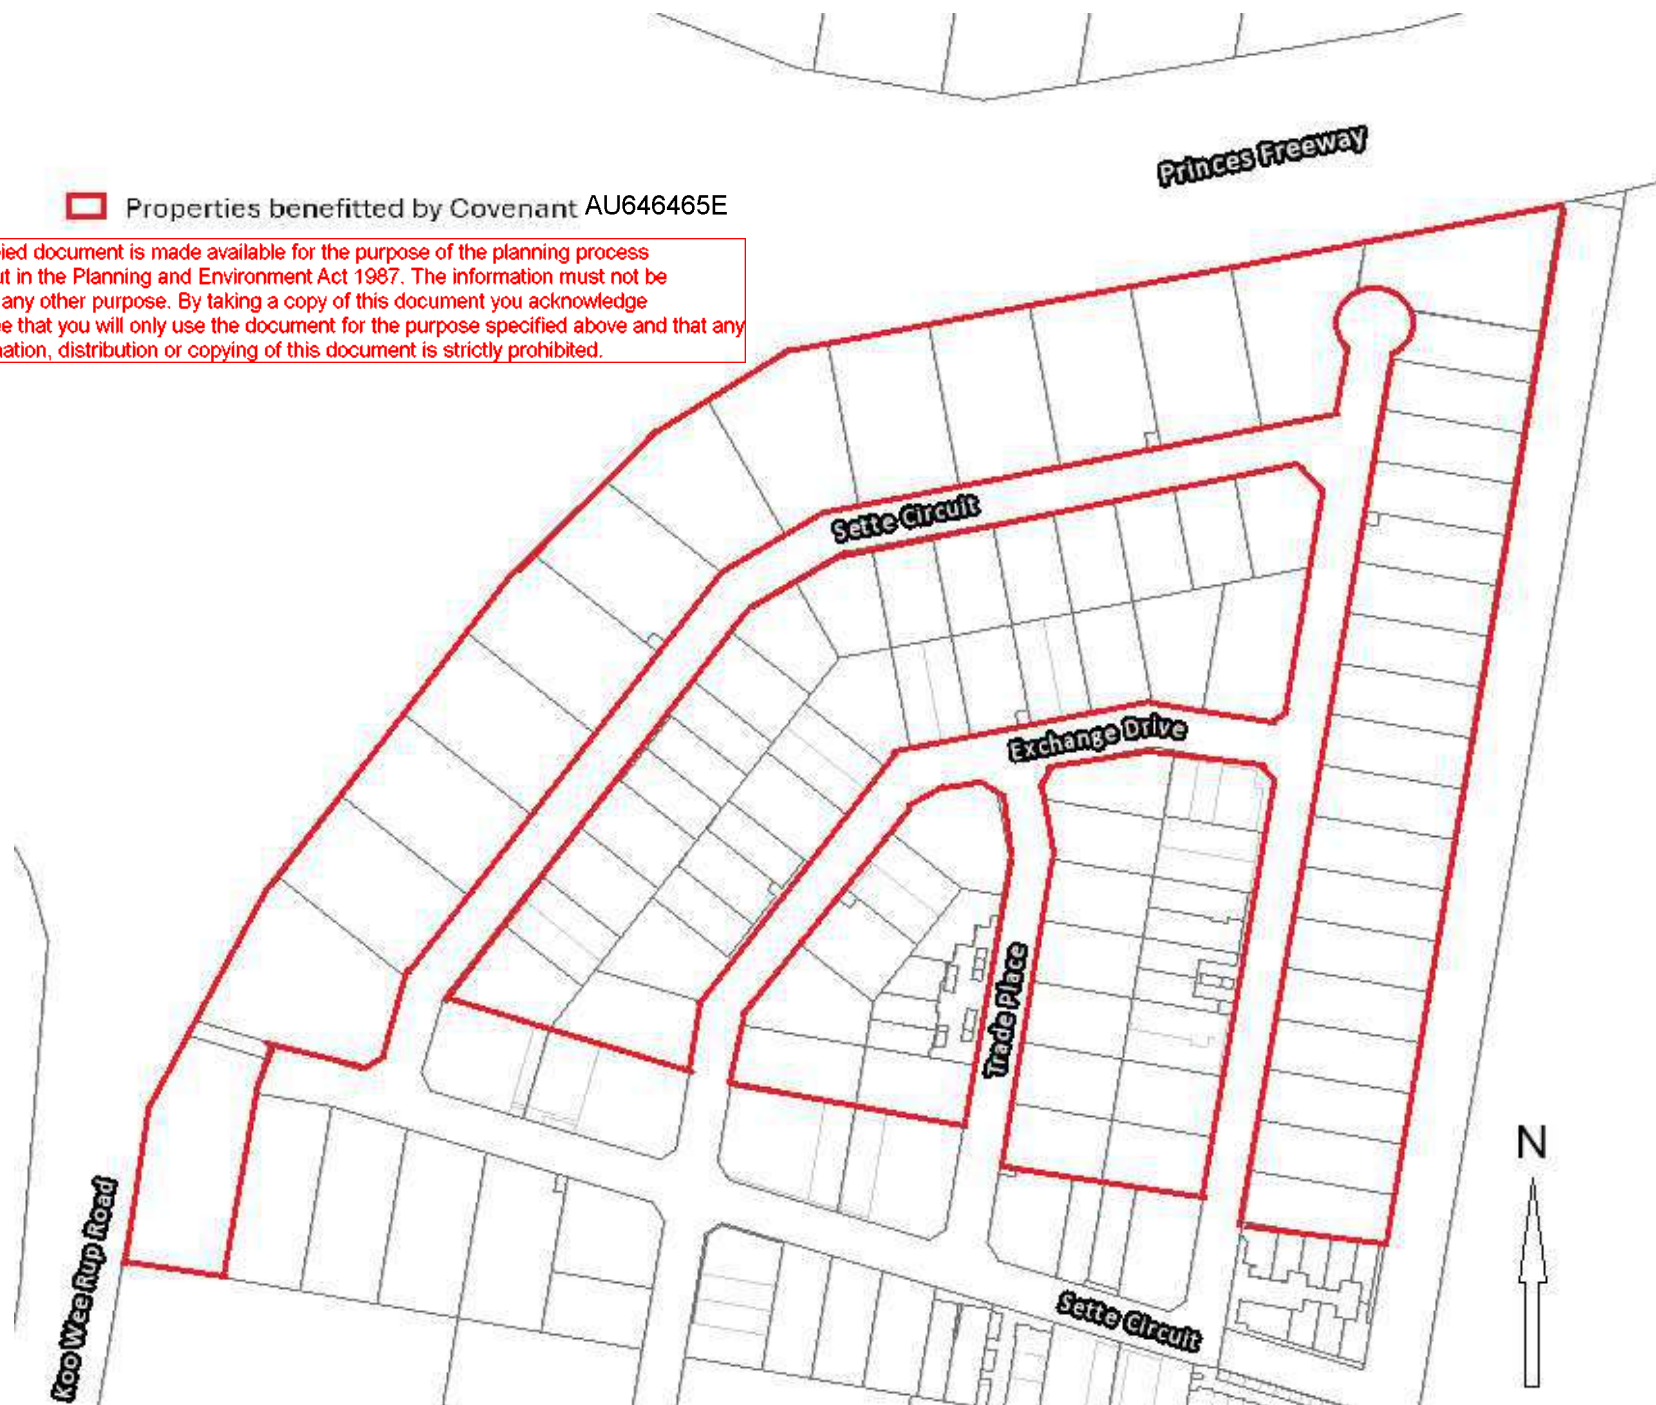 Princes Freeway
Properties benefitted by Covenant AU646465E
ied document is made available for the purpose of the planning process
ut in the Planning and Environment Act 1987. The information must not be
any other purpose. By taking a copy of this document you acknowledge
ee that you will only use the document for the purpose specified above and that any
nation, distribution or copying of this document is strictly prohibited.
Sette Circuit
Exchange Drive
Trade Place
N
Koo Wee Rup Road
Sette Circuit